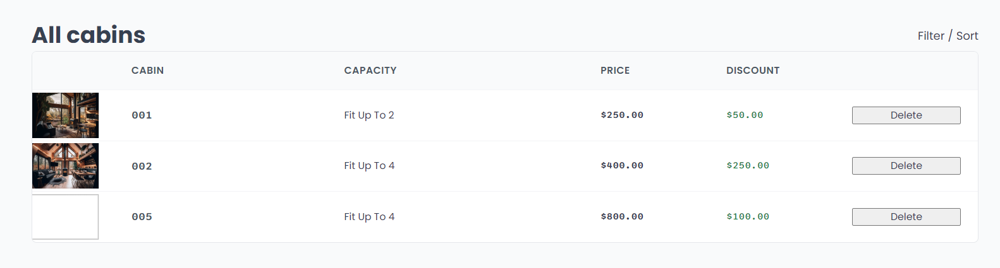 All cabins
Filter / Sort
CABIN CAPACITY PRICE DISCOUNT
001 Fit Up To 2 $250.00 $50.00 Delete
002 Fit Up To 4 $400.00 $250.00 Delete
005 Fit Up To 4 $800.00 $100.00 Delete